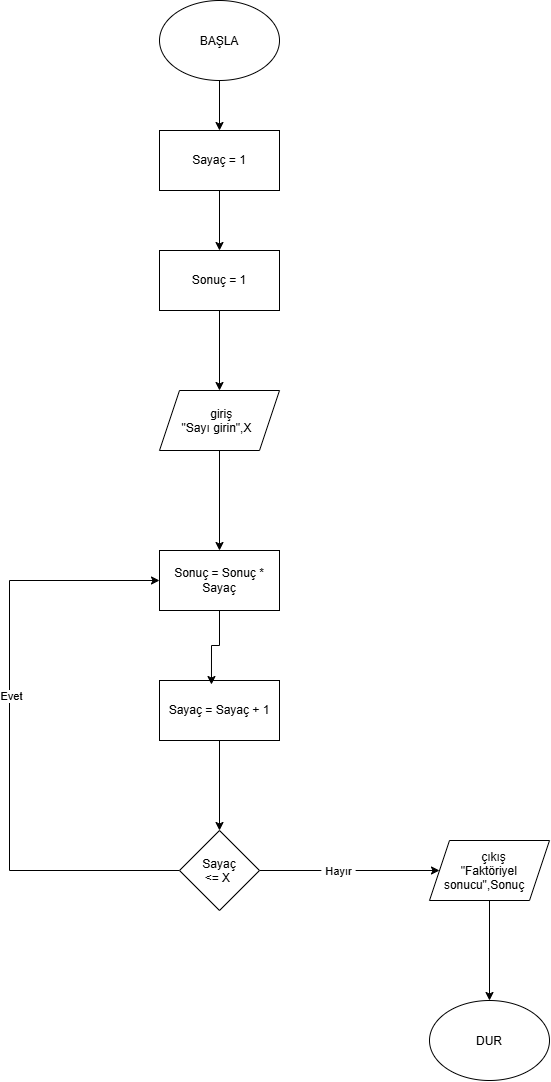 BAŞLA
Sayaç = 1
Sonuç = 1
giriş
"Sayı girin",X
Sonuç = Sonuç *
Sayaç
Evet
Sayaç = Sayaç + 1
Sayaç
<= X
Hayır
çıkış
"Faktöriyel
sonucu",Sonuç
DUR